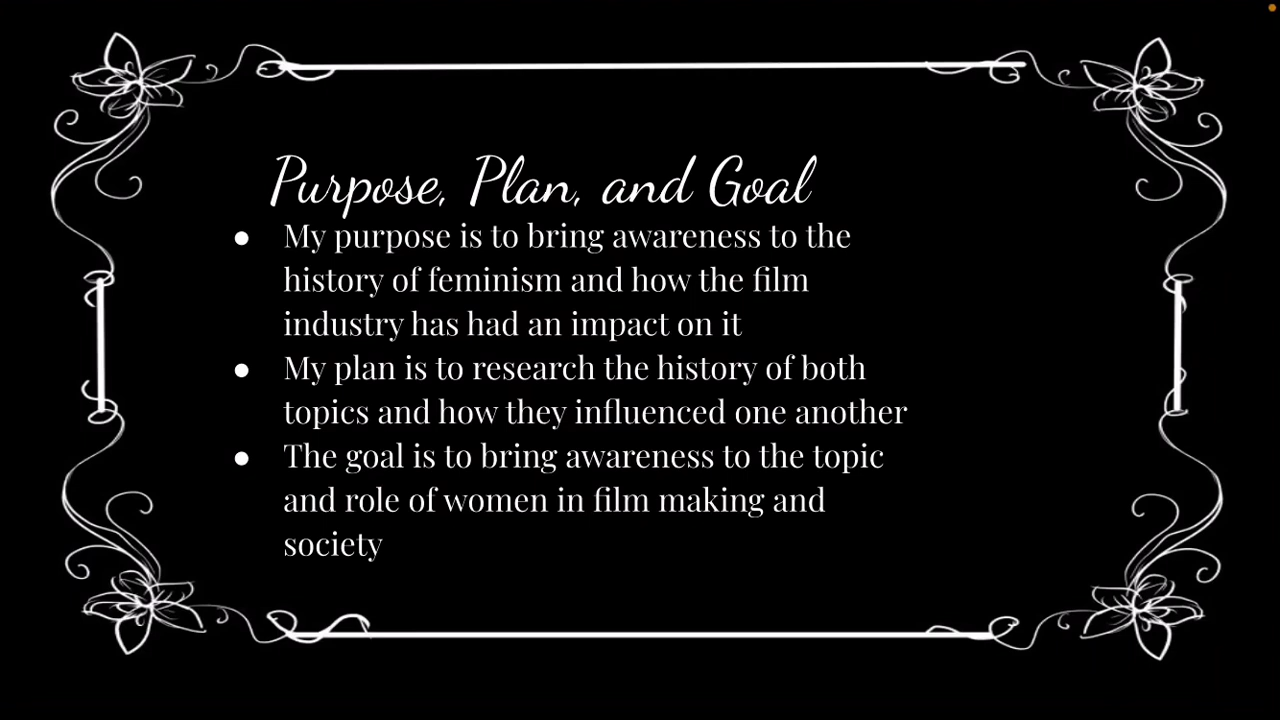 Purpose, Plan, and Goal
● My purpose is to bring awareness to the
history of feminism and how the film
industry has had an impact on it
● My plan is to research the history of both
topics and how they influenced one another
● The goal is to bring awareness to the topic
and role of women in film making and
society